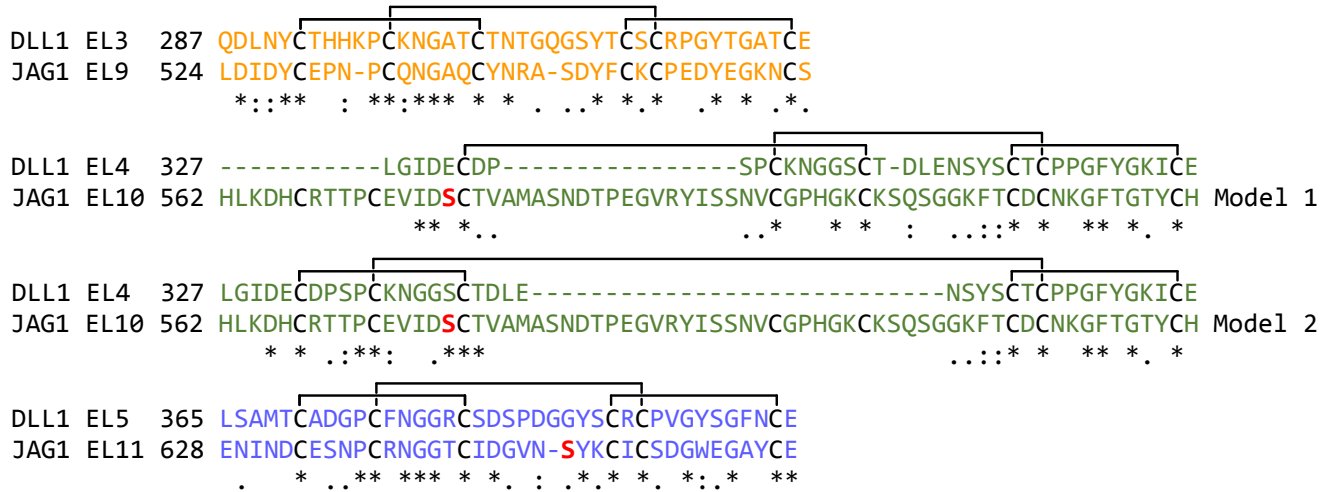 DLL1 EL3 287 QDLNYCTHHKPCKNGATCTNTGQGSYTCSCRPGYTGATCE
JAG1 EL9 524 LDIDYCEPN-PCQNGAQCYNRA-SDYFCKCPEDYEGKNCS
*::** : **:*** * * . ..* *.* .* * .*.
DLL1 EL4 327 -----------LGIDECDP----------------SPCKNGGSCT-DLENSYSCTCPPGFYGKICE
JAG1 EL10 562 HLKDHCRTTPCEVIDSCTVAMASNDTPEGVRYISSNVCGPHGKCKSQSGGKFTCDCNKGFTGTYCH Model 1
** *.. ..* * * : ..::* * ** *. *
DLL1 EL4 327 LGIDECDPSPCKNGGSCTDLE----------------------------NSYSCTCPPGFYGKICE
JAG1 EL10 562 HLKDHCRTTPCEVIDSCTVAMASNDTPEGVRYISSNVCGPHGKCKSQSGGKFTCDCNKGFTGTYCH Model 2
* * .:**: .*** ..::* * ** *. *
DLL1 EL5 365 LSAMTCADGPCFNGGRCSDSPDGGYSCRCPVGYSGFNCE
JAG1 EL11 628 ENINDCESNPCRNGGTCIDGVN-SYKCICSDGWEGAYCE
. * ..** *** * *. : .*.* *. *:.* **